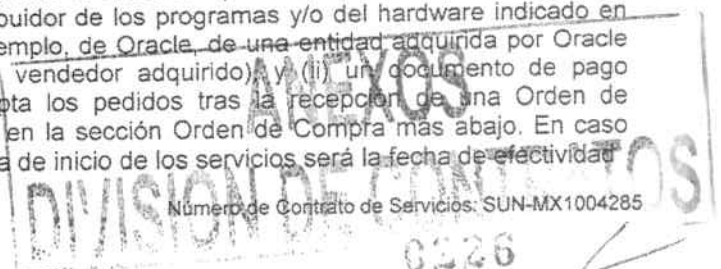 buidor de los programas y/o del hardware indicado en
emplo, de Oracle, de una entidad adquirida por Oracle
vendedor adquirido) y (ii) un documento de pago
pta los pedidos tras la recepción de una Orden de
en la sección Orden de Compra más abajo. En caso
a de inicio de los servicios será la fecha de efectividad
ANEXOS
DIVISION DE CONTRATOS
Número de Contrato de Servicios: SUN-MX1004285
0226